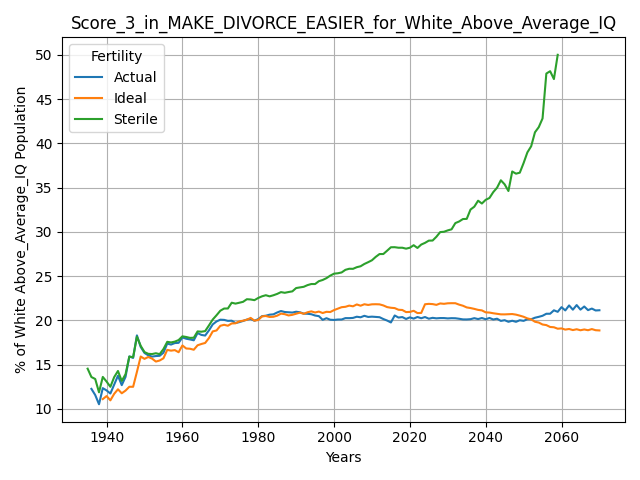 Score_3_in_MAKE_DIVORCE_EASIER_for_White_Above_Average_IQ
% of White Above_Average_IQ Population
50
45
40
35
30
25
20
15
10
Fertility
Actual
Ideal
Sterile
1940
1960
1980
2000
2020
2040
2060
Years